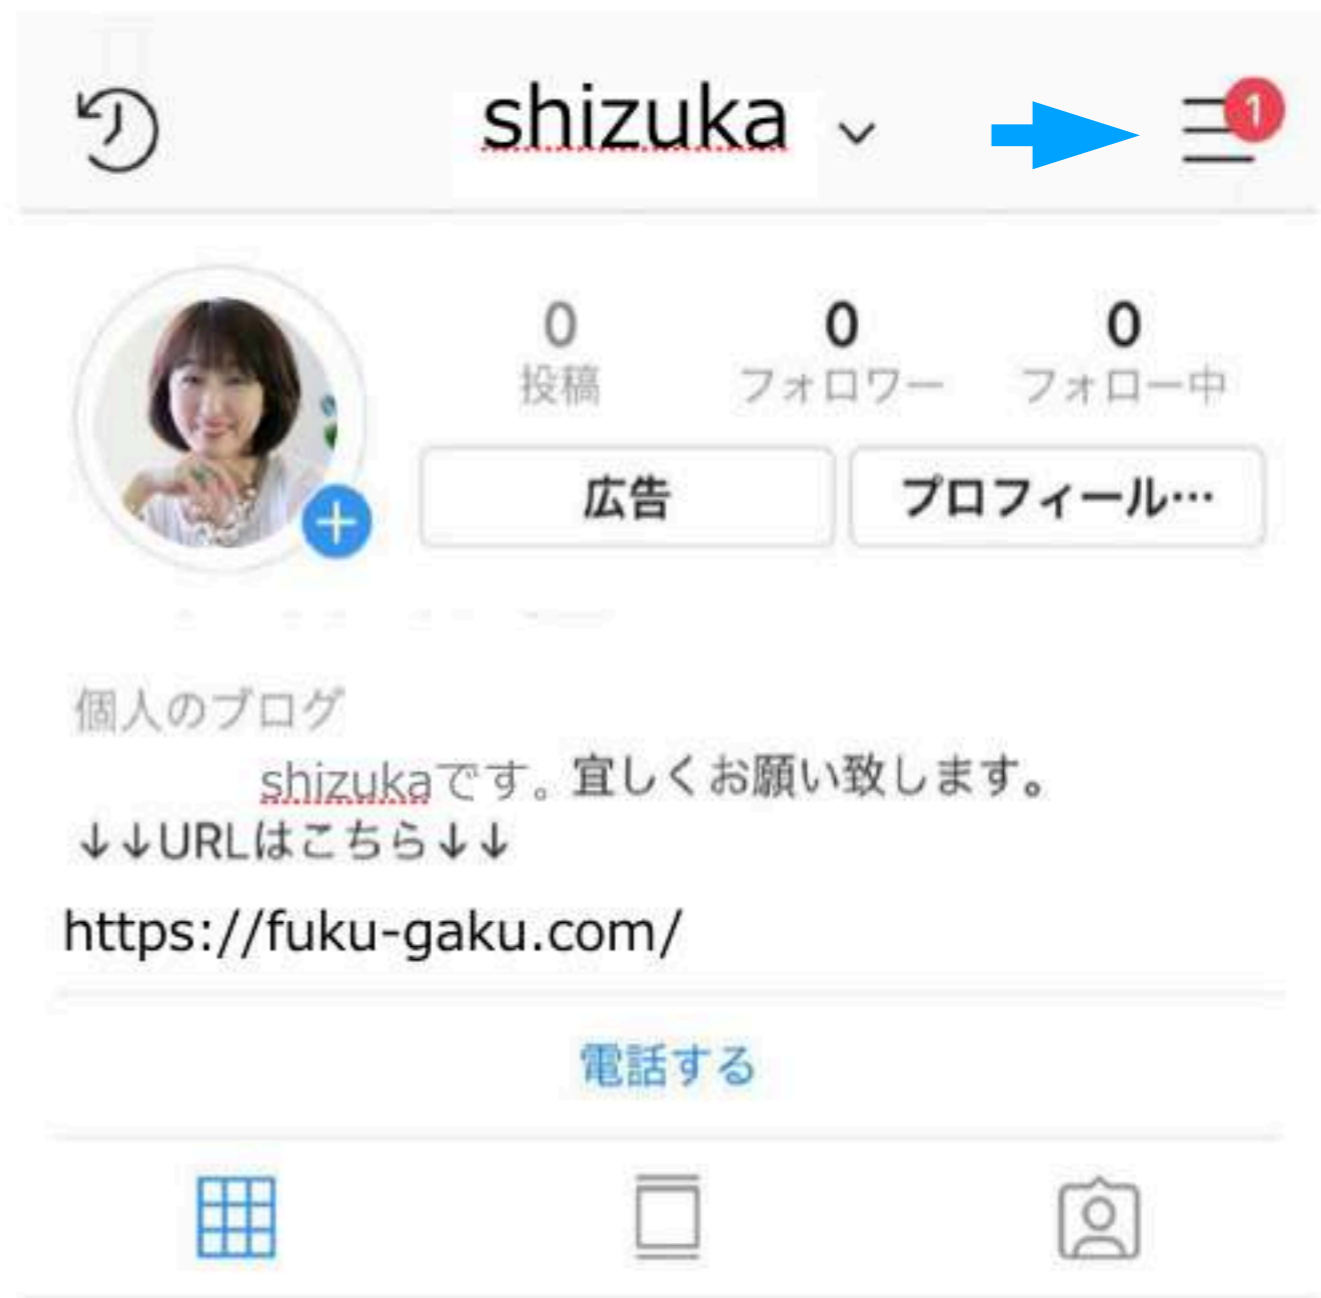 shizuka
1
0 0 0
投稿 フォロワー フォロー中
広告 プロフィール…
個人のブログ
shizukaです。宜しくお願い致します。
↓↓URLはこちら↓↓
https://fuku-gaku.com/
電話する